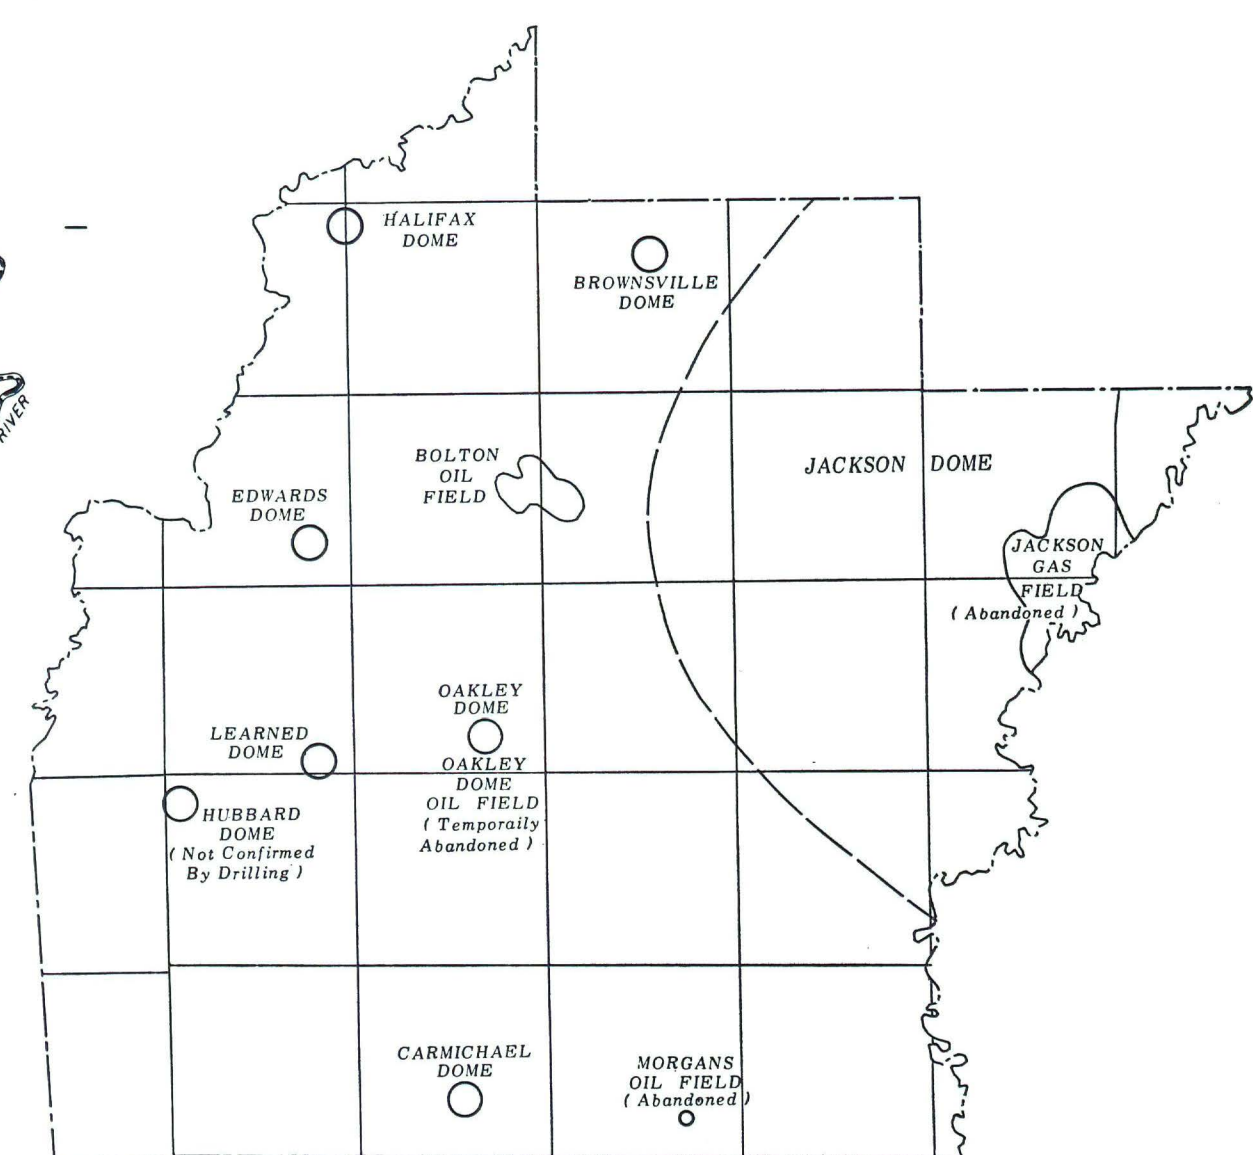 HALIFAX
DOME
BROWNSVILLE
DOME
RIVER
BOLTON
OIL
FIELD
JACKSON DOME
EDWARDS
DOME
JACKSON
GAS
FIELD
( Abandoned )
OAKLEY
DOME
LEARNED
DOME
OAKLEY
DOME
OIL FIELD
( Temporaily
Abandoned )
HUBBARD
DOME
( Not Confirmed
By Drilling )
CARMICHAEL
DOME
MORGANS
OIL FIELD
( Abandoned )